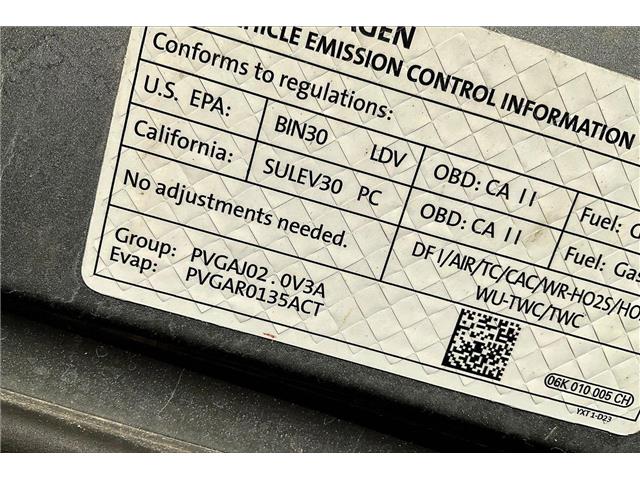 VEHICLE EMISSION CONTROL INFORMATION
Conforms to regulations:
U.S. EPA: BIN30 LDV OBD: CA II Fuel:
California: SULEV30 PC OBD: CA II Fuel: Gas
No adjustments needed. DFI/AIR/TC/CAC/WR-HO2S/HO
Group: PVGAJ02.0V3A WU-TWC/TWC
Evap: PVGAR0135ACT
06K 010 005 CH
YXT 1-D23